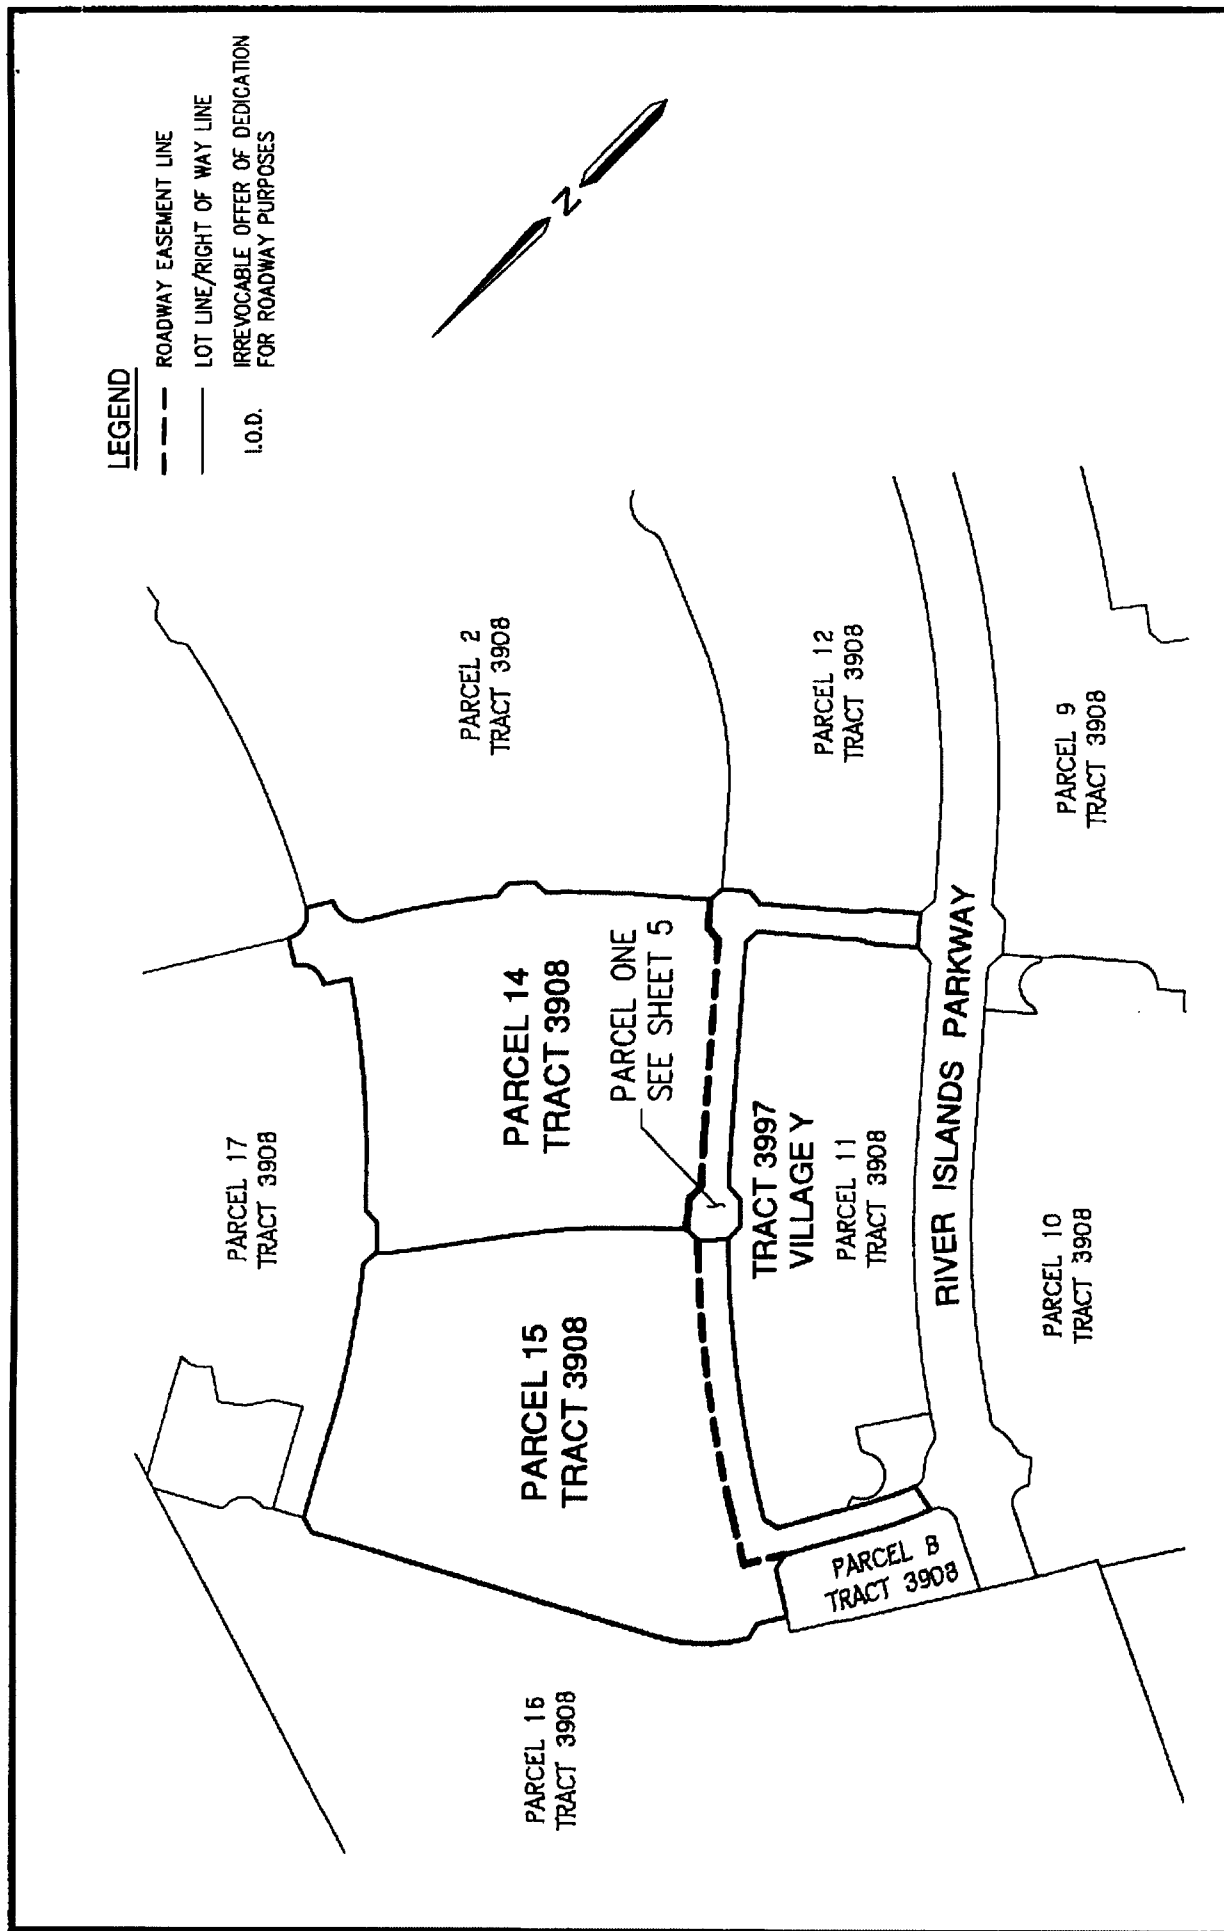 LEGEND
ROADWAY EASEMENT LINE
LOT LINE/RIGHT OF WAY LINE
I.O.D.
IRREVOCABLE OFFER OF DEDICATION
FOR ROADWAY PURPOSES
N
PARCEL 17
TRACT 3908
PARCEL 2
TRACT 3908
PARCEL 14
TRACT 3908
PARCEL ONE
SEE SHEET 5
PARCEL 15
TRACT 3908
PARCEL 16
TRACT 3908
PARCEL 12
TRACT 3908
TRACT 3997
VILLAGE Y
PARCEL 11
TRACT 3908
PARCEL B
TRACT 3908
RIVER ISLANDS PARKWAY
PARCEL 9
TRACT 3908
PARCEL 10
TRACT 3908